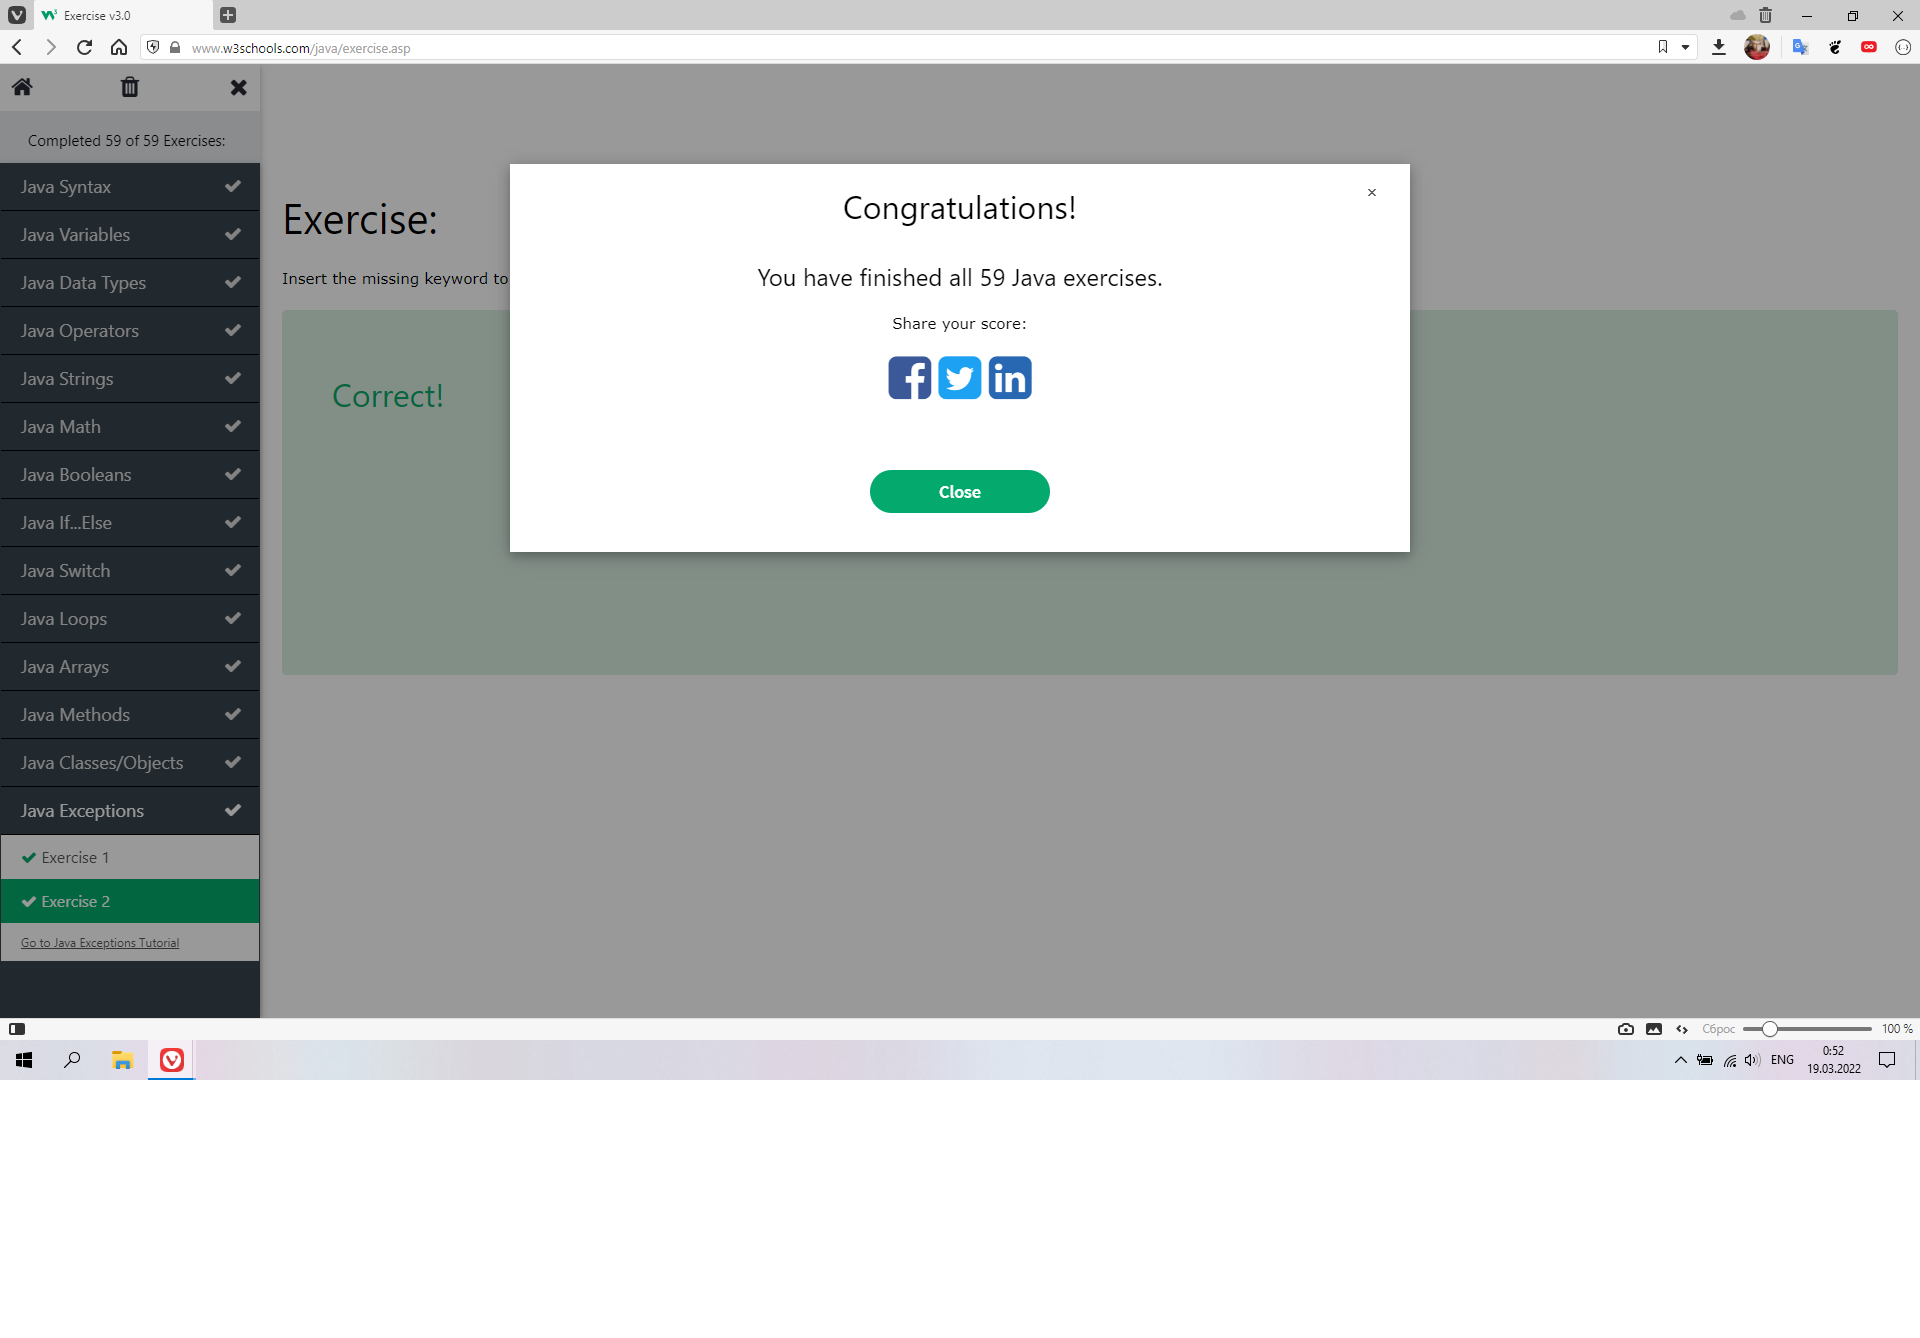 Exercise v3.0
www.w3schools.com/java/exercise.asp
Completed 59 of 59 Exercises:
Java Syntax
Java Variables
Java Data Types
Java Operators
Java Strings
Java Math
Java Booleans
Java If...Else
Java Switch
Java Loops
Java Arrays
Java Methods
Java Classes/Objects
Java Exceptions
Exercise 1
Exercise 2
Go to Java Exceptions Tutorial
Exercise:
Insert the missing keyword to
Correct!
Congratulations!
×
You have finished all 59 Java exercises.
Share your score:
Close
Сброс
100 %
ENG
0:52
19.03.2022